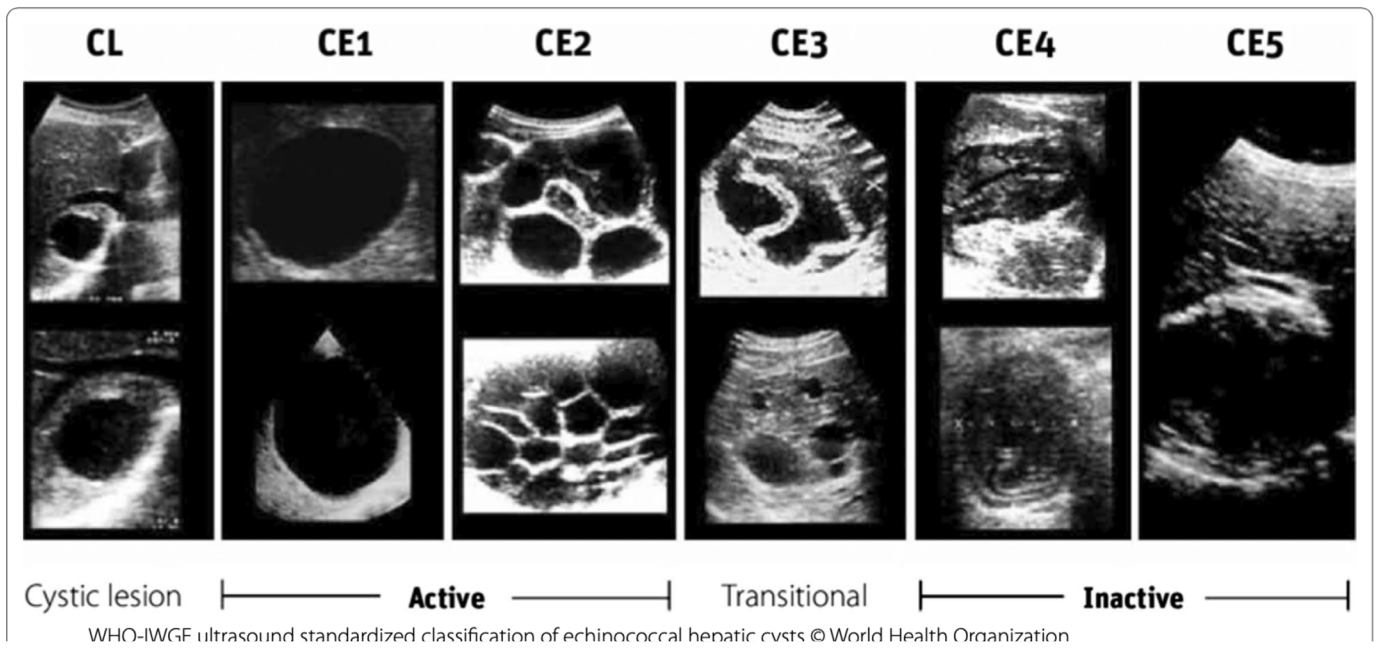 CL CE1 CE2 CE3 CE4 CE5
Cystic lesion Active Transitional Inactive
WHO-IWGE ultrasound standardized classification of echinococcal hepatic cysts © World Health Organization